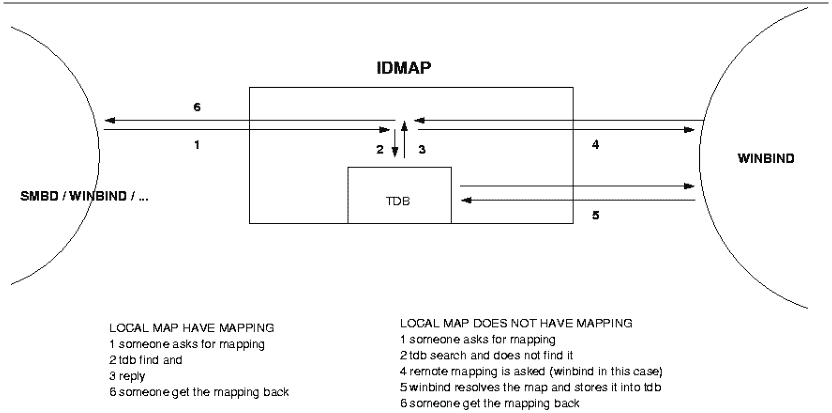 IDMAP
6
1
2
3
4
WINBIND
SMBD / WINBIND / ...
TDB
5
LOCAL MAP HAVE MAPPING
1 someone asks for mapping
2 tdb find and
3 reply
6 someone get the mapping back
LOCAL MAP DOES NOT HAVE MAPPING
1 someone asks for mapping
2 tdb search and does not find it
4 remote mapping is asked (winbind in this case)
5 winbind resolves the map and stores it into tdb
6 someone get the mapping back